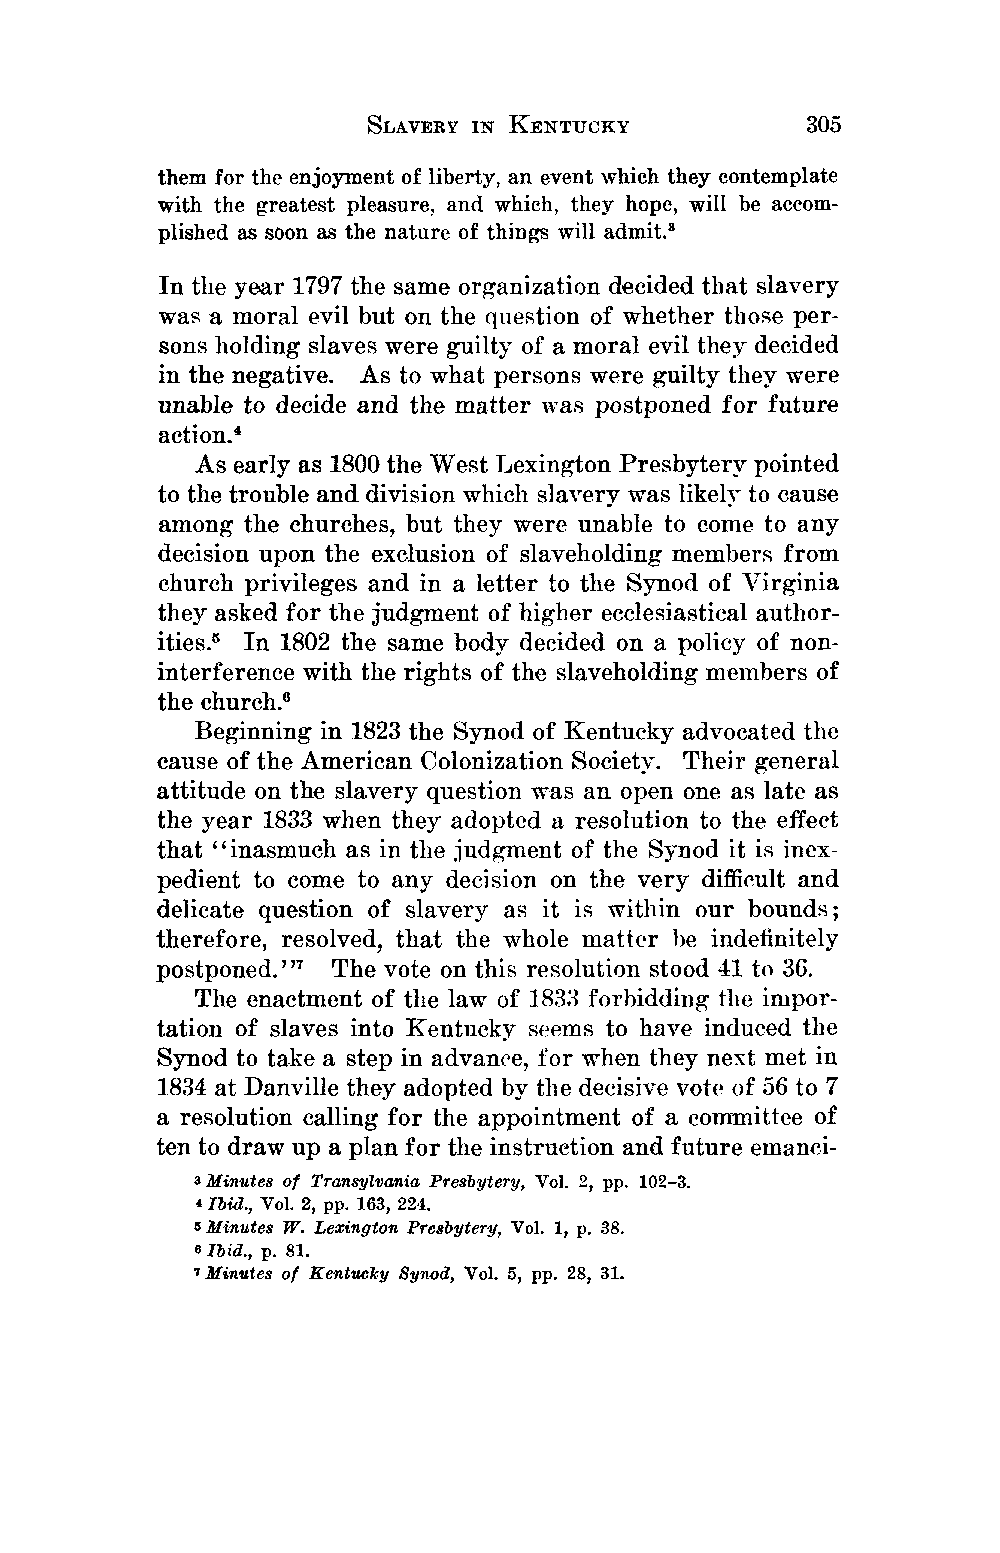 SLAVERY IN KENTUCKY 305
them for the enjoyment of liberty, an event which they contemplate
with the greatest pleasure, and which, they hope, will be accom-
plished as soon as the nature of things will admit.³
In the year 1797 the same organization decided that slavery
was a moral evil but on the question of whether those per-
sons holding slaves were guilty of a moral evil they decided
in the negative. As to what persons were guilty they were
unable to decide and the matter was postponed for future
action.⁴
As early as 1800 the West Lexington Presbytery pointed
to the trouble and division which slavery was likely to cause
among the churches, but they were unable to come to any
decision upon the exclusion of slaveholding members from
church privileges and in a letter to the Synod of Virginia
they asked for the judgment of higher ecclesiastical author-
ities.⁵ In 1802 the same body decided on a policy of non-
interference with the rights of the slaveholding members of
the church.⁶
Beginning in 1823 the Synod of Kentucky advocated the
cause of the American Colonization Society. Their general
attitude on the slavery question was an open one as late as
the year 1833 when they adopted a resolution to the effect
that "inasmuch as in the judgment of the Synod it is inex-
pedient to come to any decision on the very difficult and
delicate question of slavery as it is within our bounds;
therefore, resolved, that the whole matter be indefinitely
postponed."⁷ The vote on this resolution stood 41 to 36.
The enactment of the law of 1833 forbidding the impor-
tation of slaves into Kentucky seems to have induced the
Synod to take a step in advance, for when they next met in
1834 at Danville they adopted by the decisive vote of 56 to 7
a resolution calling for the appointment of a committee of
ten to draw up a plan for the instruction and future emanci-
³ Minutes of Transylvania Presbytery, Vol. 2, pp. 102–3.
⁴ Ibid., Vol. 2, pp. 163, 224.
⁵ Minutes W. Lexington Presbytery, Vol. 1, p. 38.
⁶ Ibid., p. 81.
⁷ Minutes of Kentucky Synod, Vol. 5, pp. 28, 31.